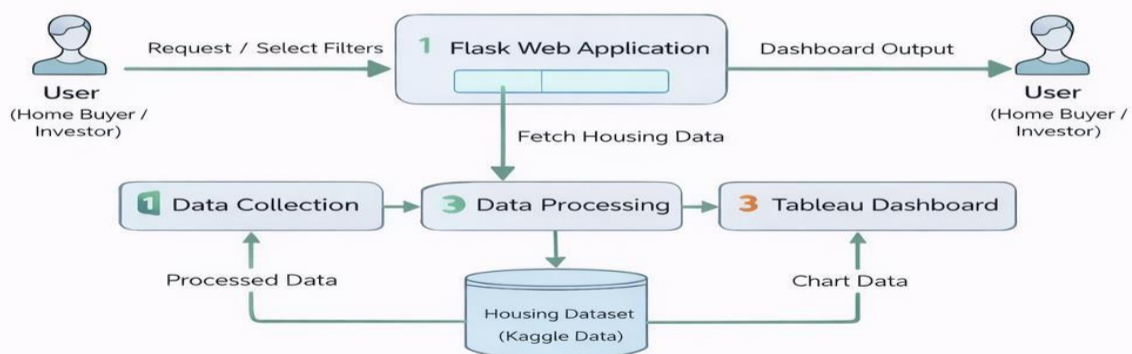 Request / Select Filters
1 Flask Web Application
Dashboard Output
User
(Home Buyer /
Investor)
User
(Home Buyer /
Investor)
Fetch Housing Data
1 Data Collection
3 Data Processing
3 Tableau Dashboard
Processed Data
Chart Data
Housing Dataset
(Kaggle Data)